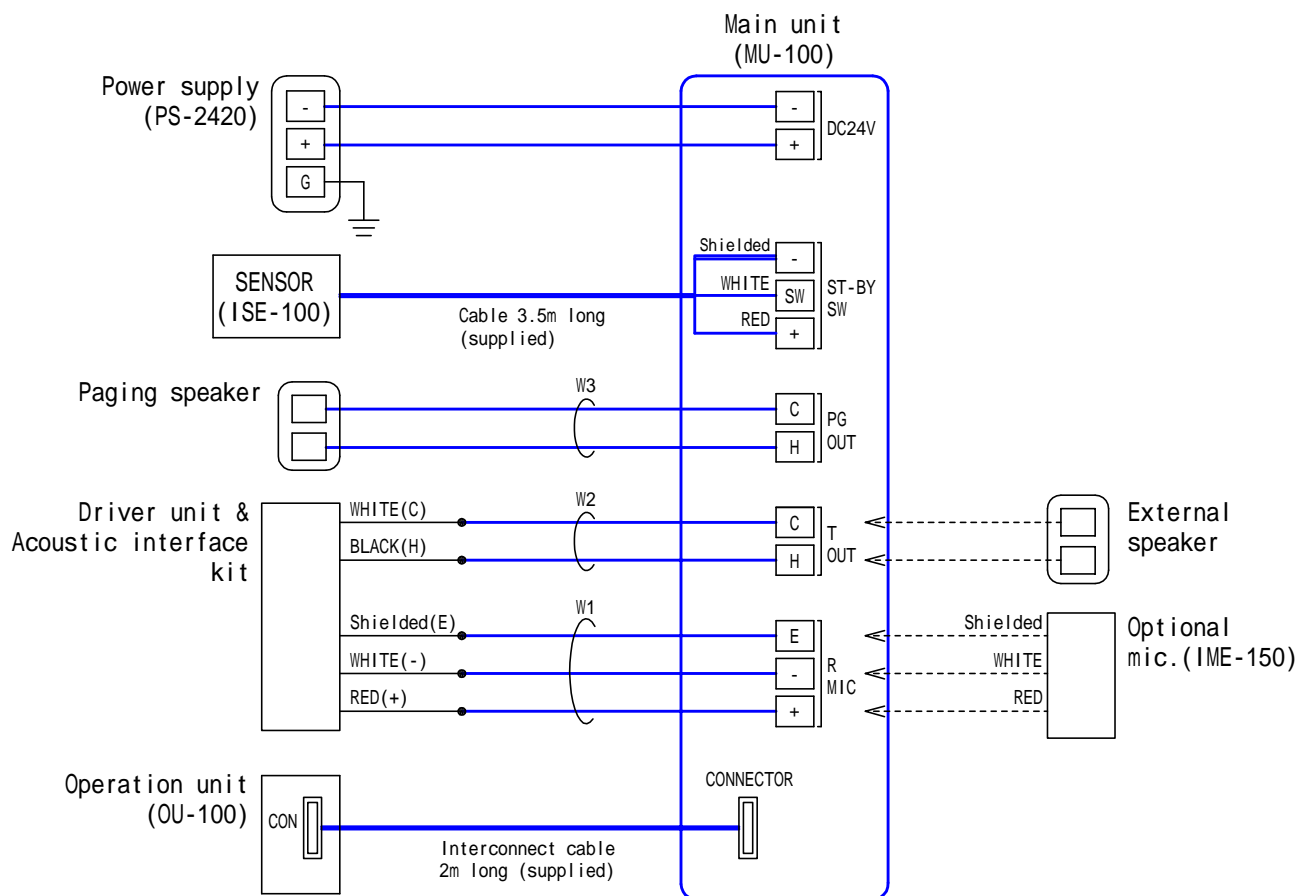 Main unit
(MU-100)
Power supply
(PS-2420)
-
+
G
-
+
DC24V
SENSOR
(ISE-100)
Cable 3.5m long
(supplied)
Shielded
WHITE
RED
-
SW
+
ST-BY
SW
Paging speaker
W3
C
H
PG
OUT
Driver unit &
Acoustic interface
kit
WHITE(C)
BLACK(H)
W2
C
H
T
OUT
External
speaker
Shielded(E)
WHITE(-)
RED(+)
W1
E
-
+
R
MIC
Shielded
WHITE
RED
Optional
mic.(IME-150)
Operation unit
(OU-100)
CON
Interconnect cable
2m long (supplied)
CONNECTOR